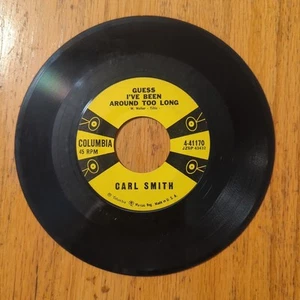 GUESS
I'VE BEEN
AROUND TOO LONG
COLUMBIA
45 RPM
4-41170
CARL SMITH